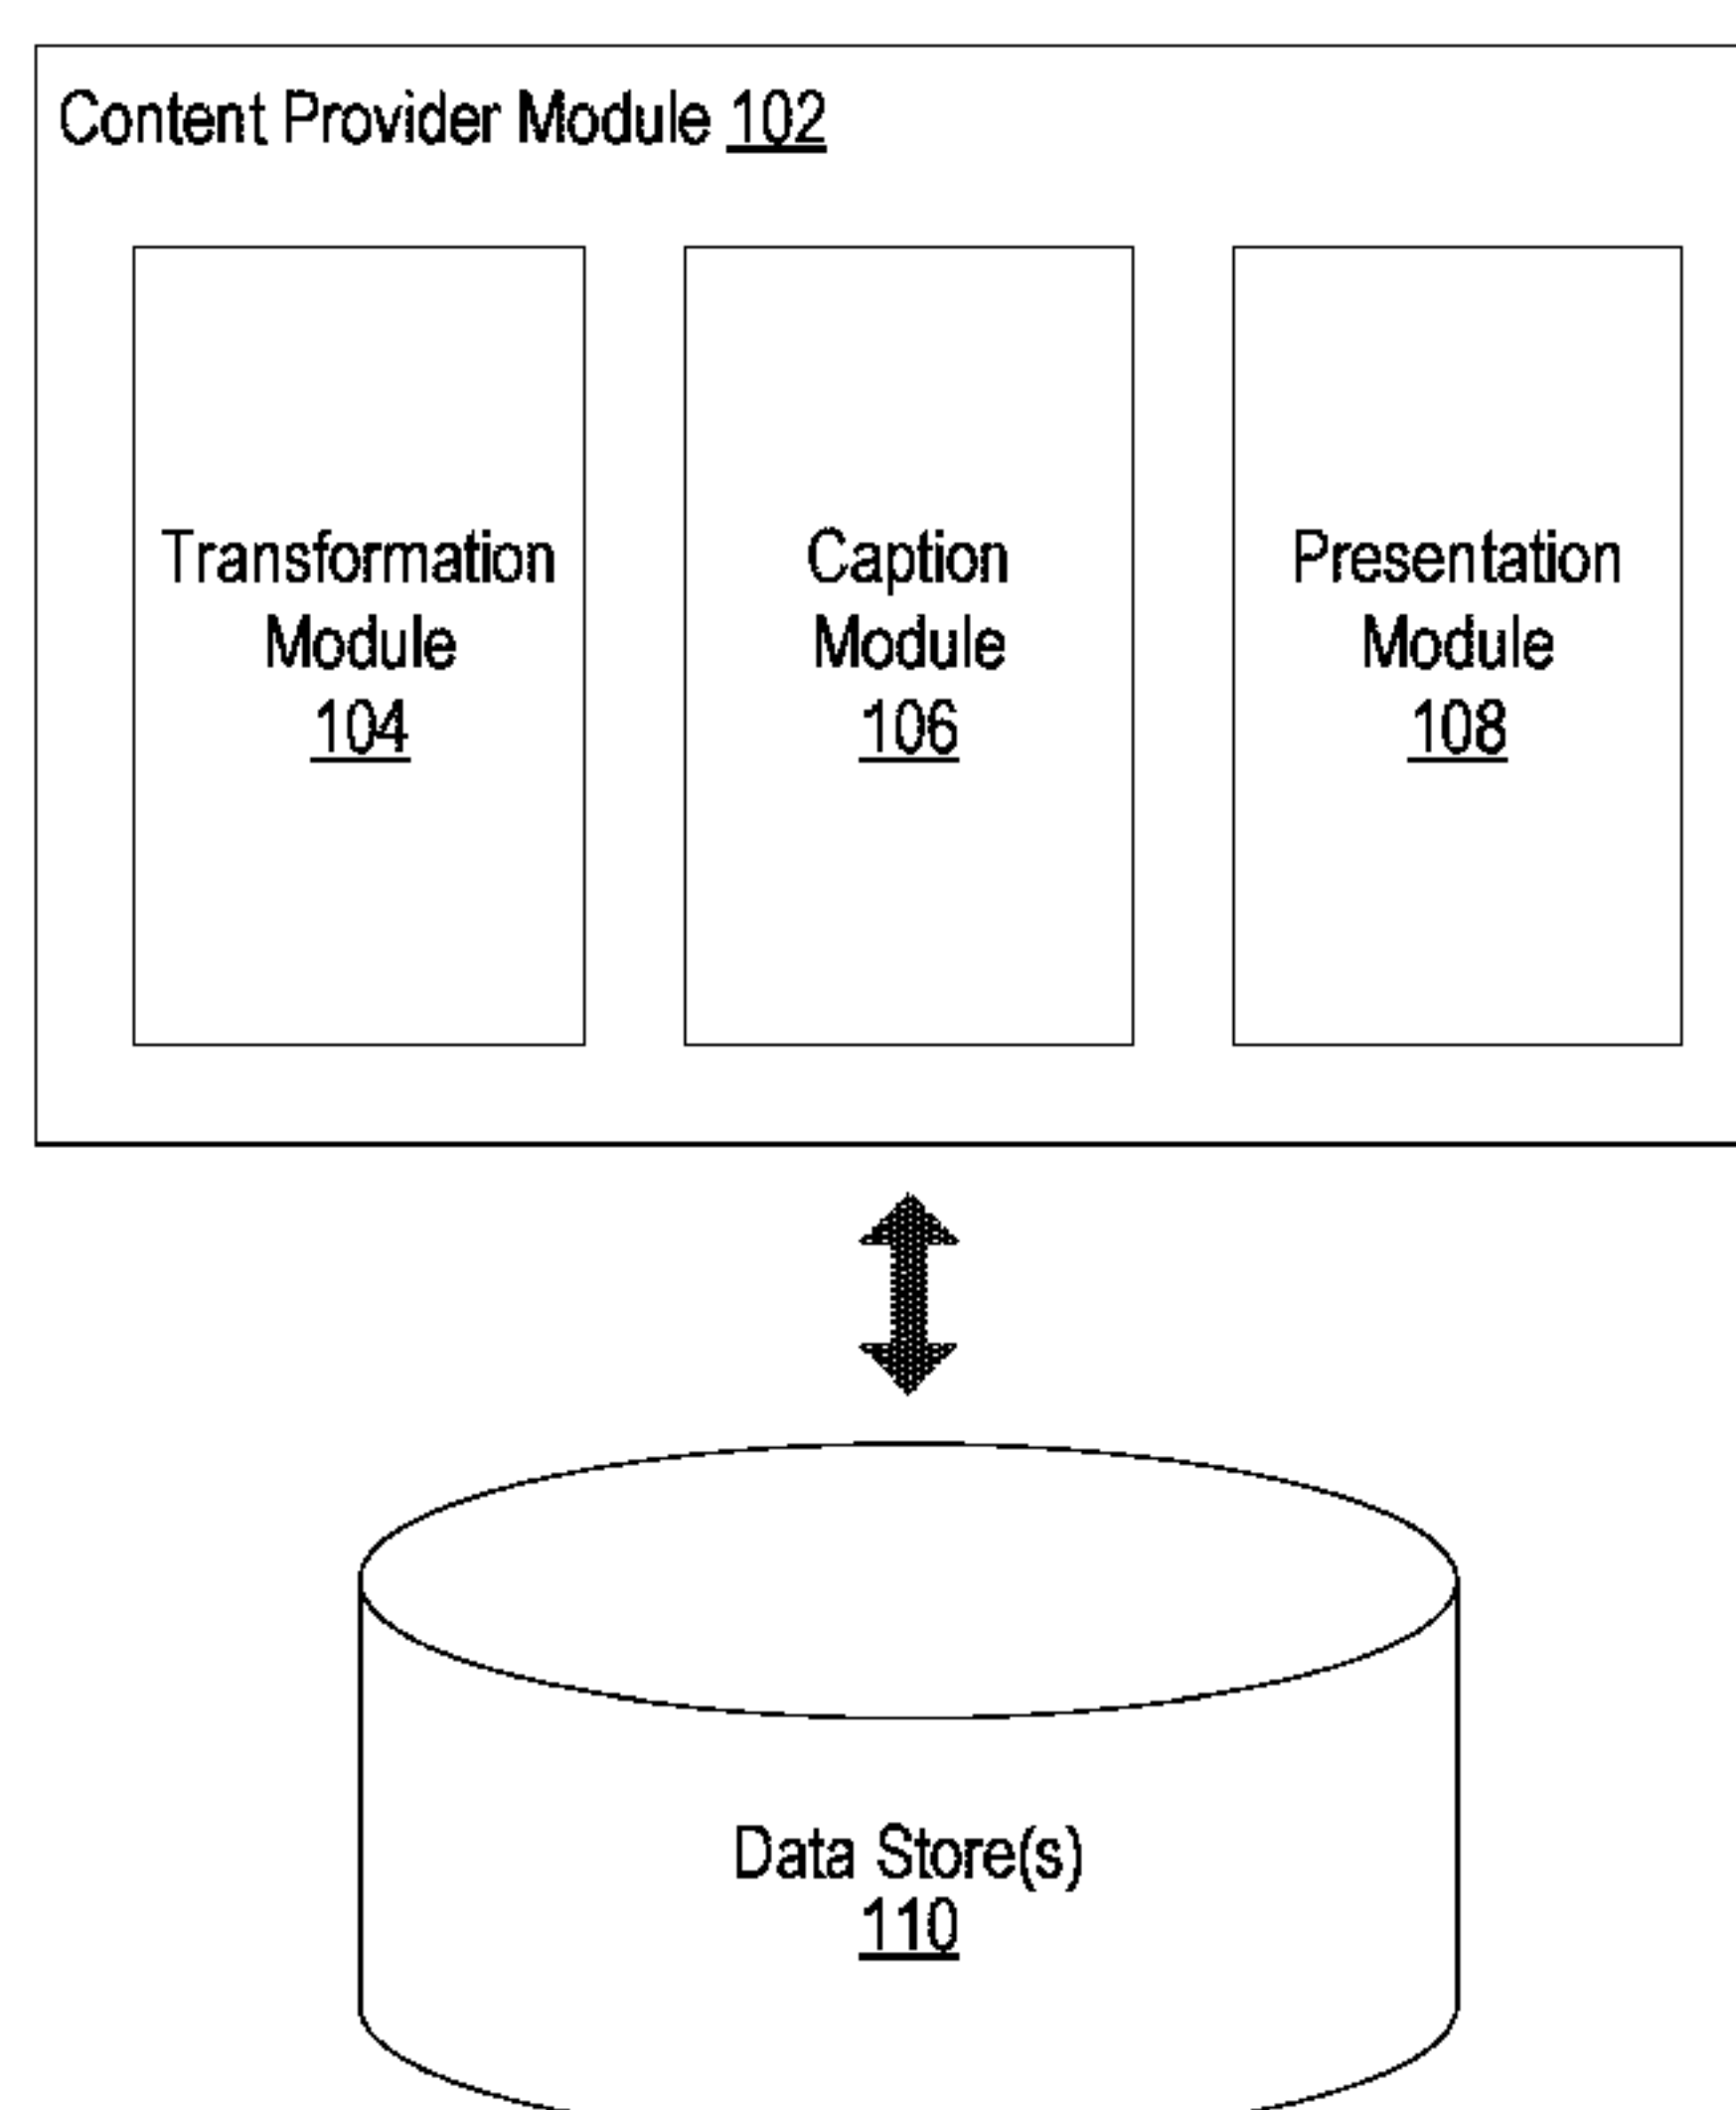 Content Provider Module 102
Transformation
Module
104
Caption
Module
106
Presentation
Module
108
Data Store(s)
110